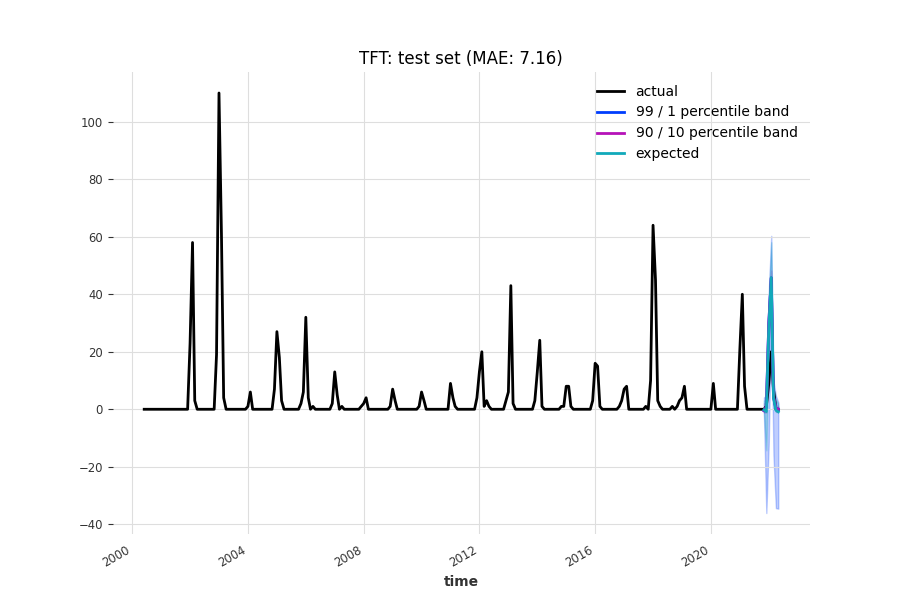 TFT: test set (MAE: 7.16)
actual
99 / 1 percentile band
90 / 10 percentile band
expected
100
80
60
40
20
0
−20
−40
2000
2004
2008
2012
2016
2020
time